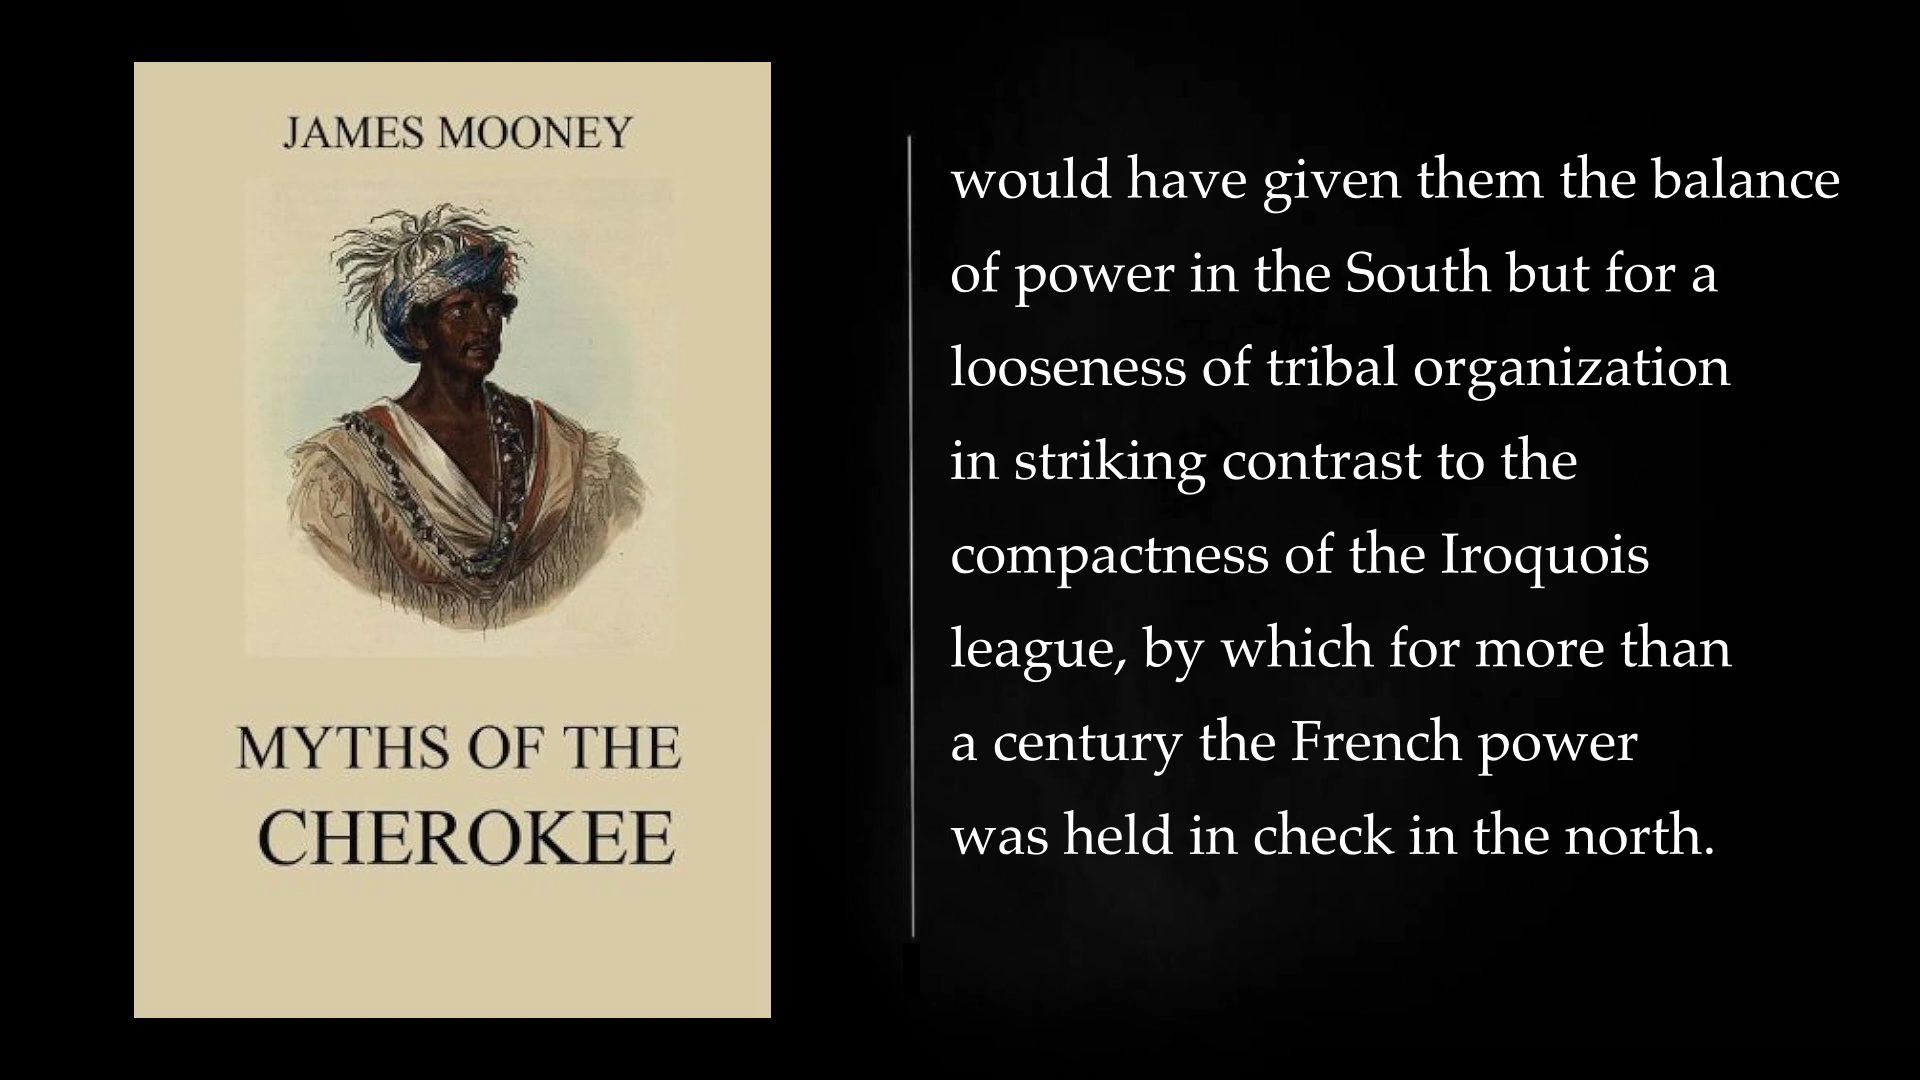 JAMES MOONEY
MYTHS OF THE
CHEROKEE
would have given them the balance
of power in the South but for a
looseness of tribal organization
in striking contrast to the
compactness of the Iroquois
league, by which for more than
a century the French power
was held in check in the north.